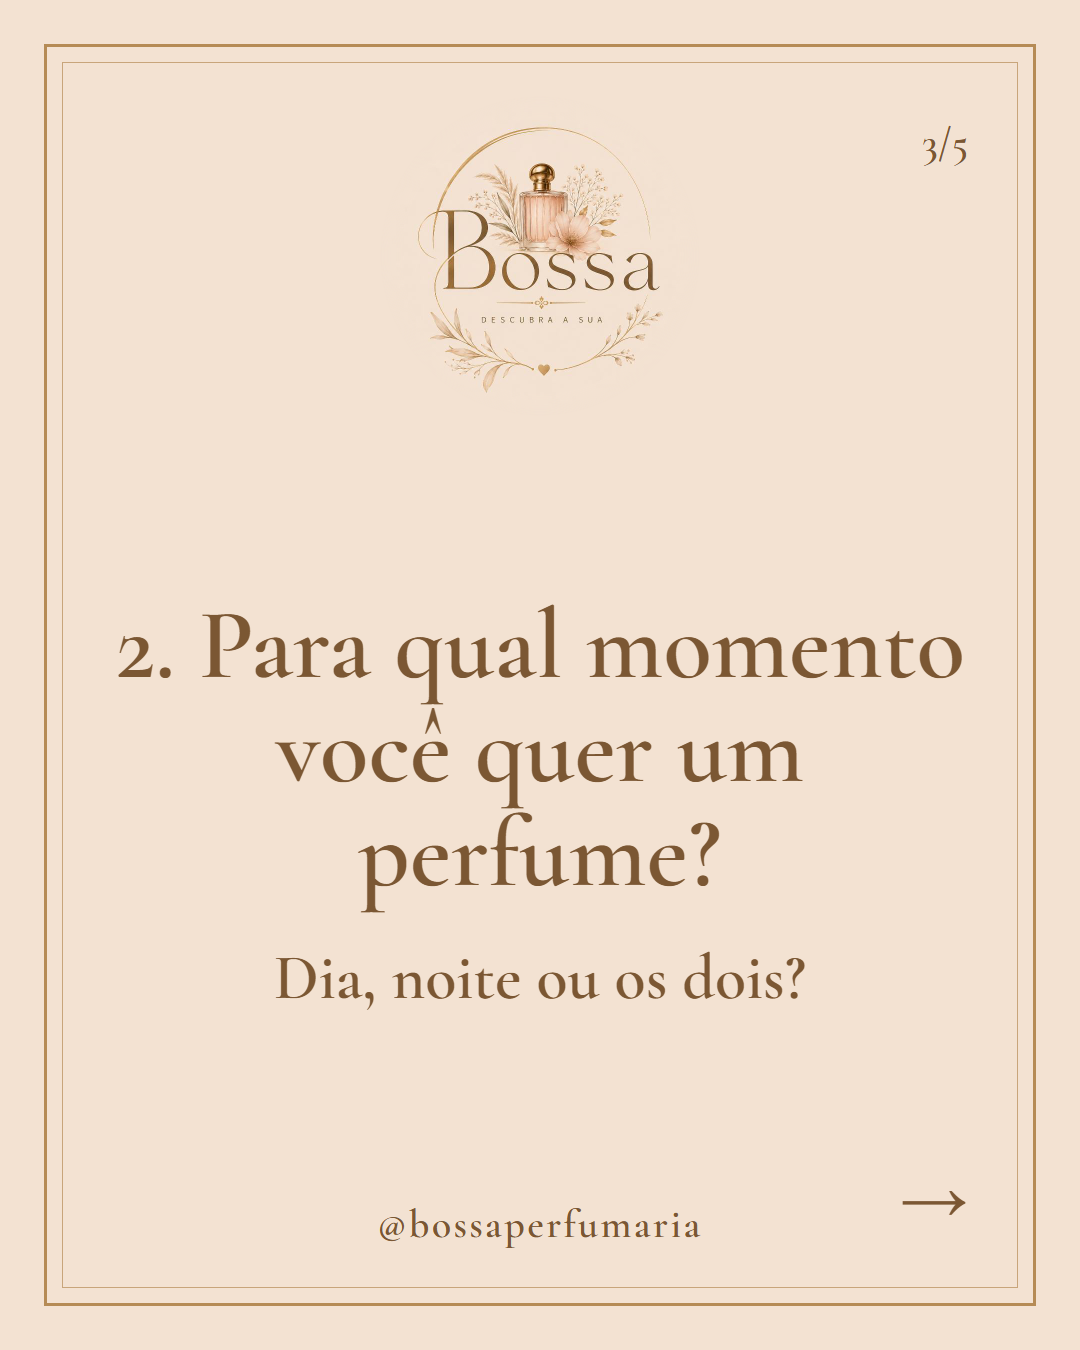 3/5
Bossa
DESCUBRA A SUA
2. Para qual momento
você quer um
perfume?
Dia, noite ou os dois?
→
@bossaperfumaria